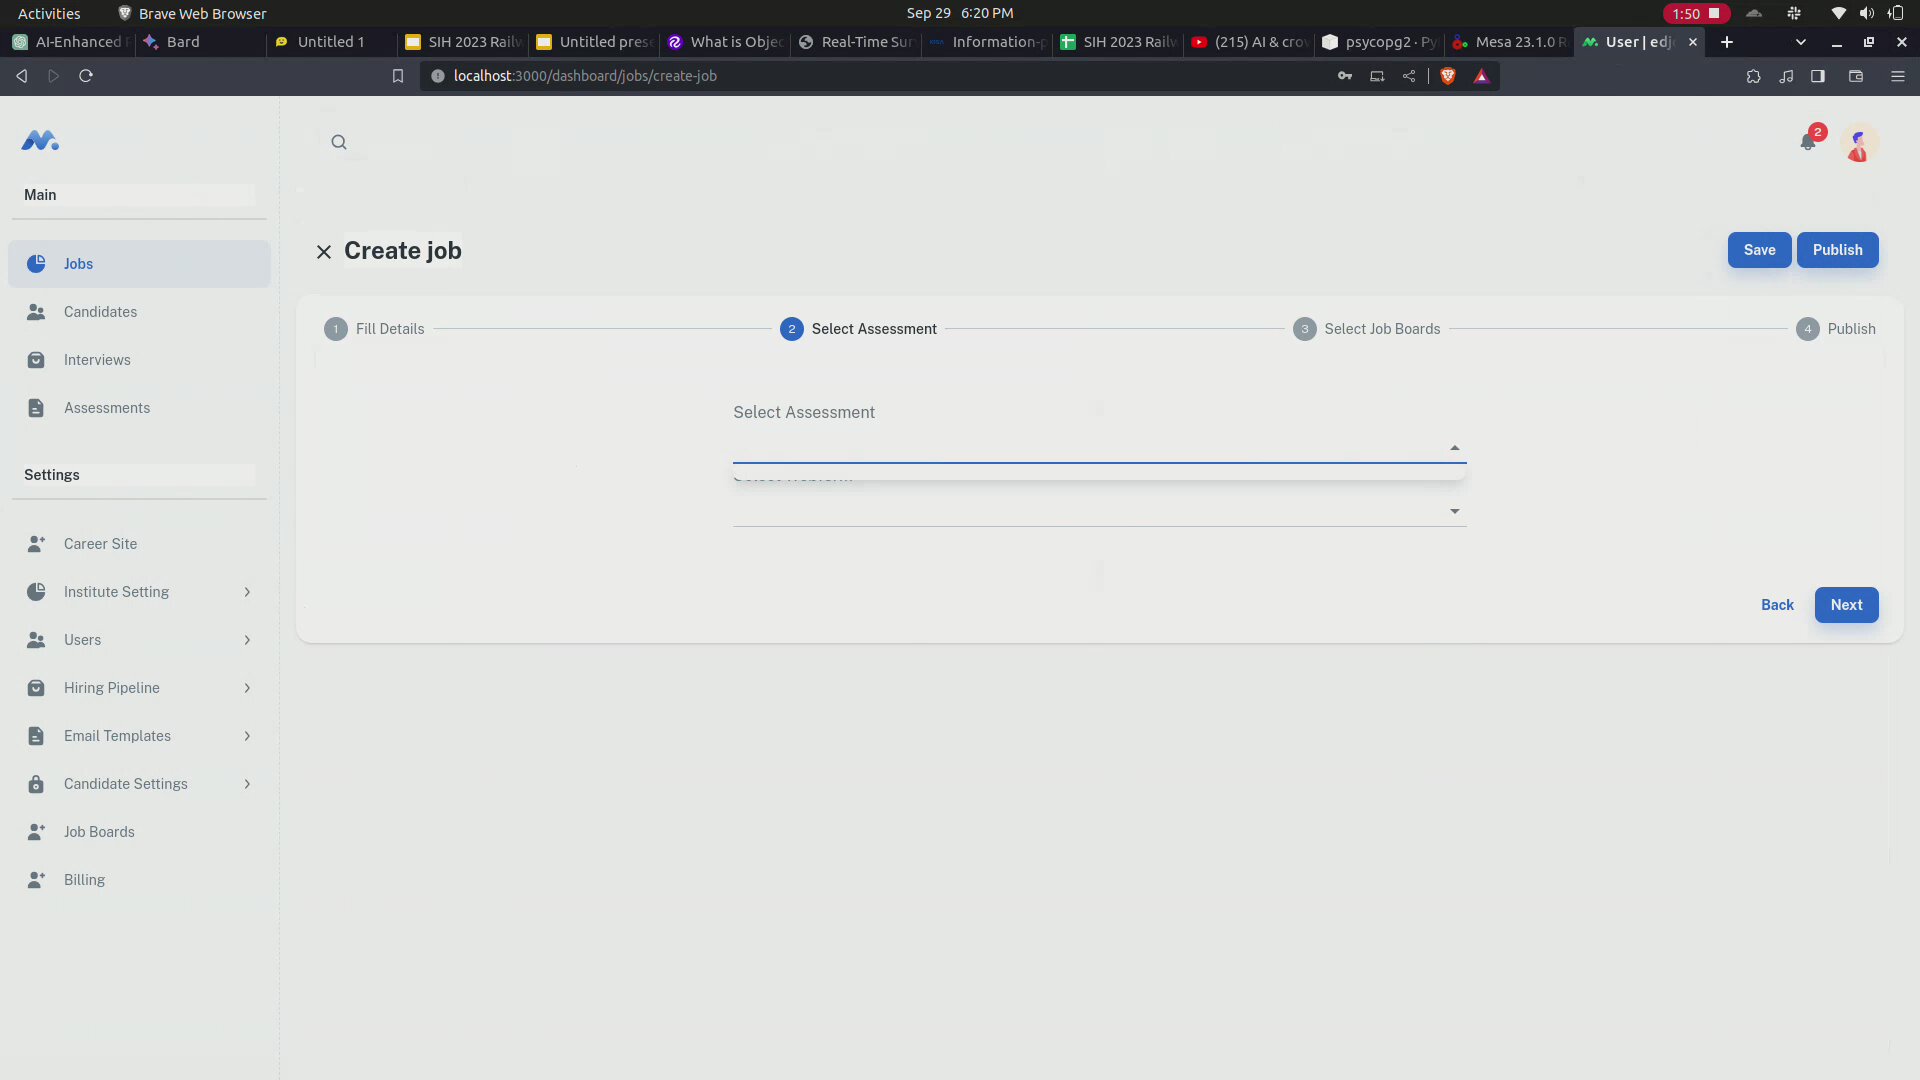 Activities
Brave Web Browser
Sep 29 6:20 PM
1:50
AI-Enhanced
Bard
Untitled 1
SIH 2023 Railw
Untitled prese
What is Objec
Real-Time Sur
Information-p
SIH 2023 Railw
(215) AI & crow
psycopg2 · Py
Mesa 23.1.0 R
User | edj
localhost:3000/dashboard/jobs/create-job
2
Main
Create job
Save
Publish
Jobs
Candidates
Interviews
Assessments
1 Fill Details
2 Select Assessment
3 Select Job Boards
4 Publish
Select Assessment
Settings
Career Site
Institute Setting
Users
Hiring Pipeline
Email Templates
Candidate Settings
Job Boards
Billing
Back
Next